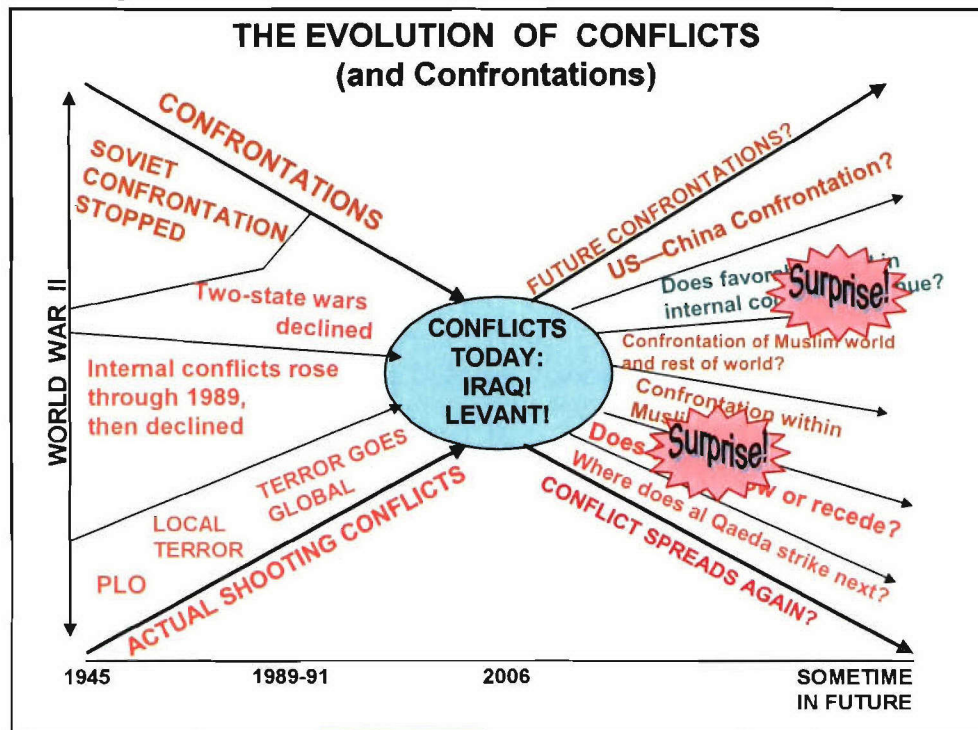 THE EVOLUTION OF CONFLICTS
(and Confrontations)
WORLD WAR II
CONFRONTATIONS
SOVIET
CONFRONTATION
STOPPED
Two-state wars
declined
Internal conflicts rose
through 1989,
then declined
TERROR GOES
GLOBAL
LOCAL
TERROR
PLO
ACTUAL SHOOTING CONFLICTS
CONFLICTS
TODAY:
IRAQ!
LEVANT!
FUTURE CONFRONTATIONS?
US—China Confrontation?
Does in
internal
Surprise!
Confrontation of Muslim world
and rest of world?
Confrontation within
Surprise!
Does or recede?
Where does al Qaeda strike next?
CONFLICT SPREADS AGAIN?
1945
1989-91
2006
SOMETIME
IN FUTURE